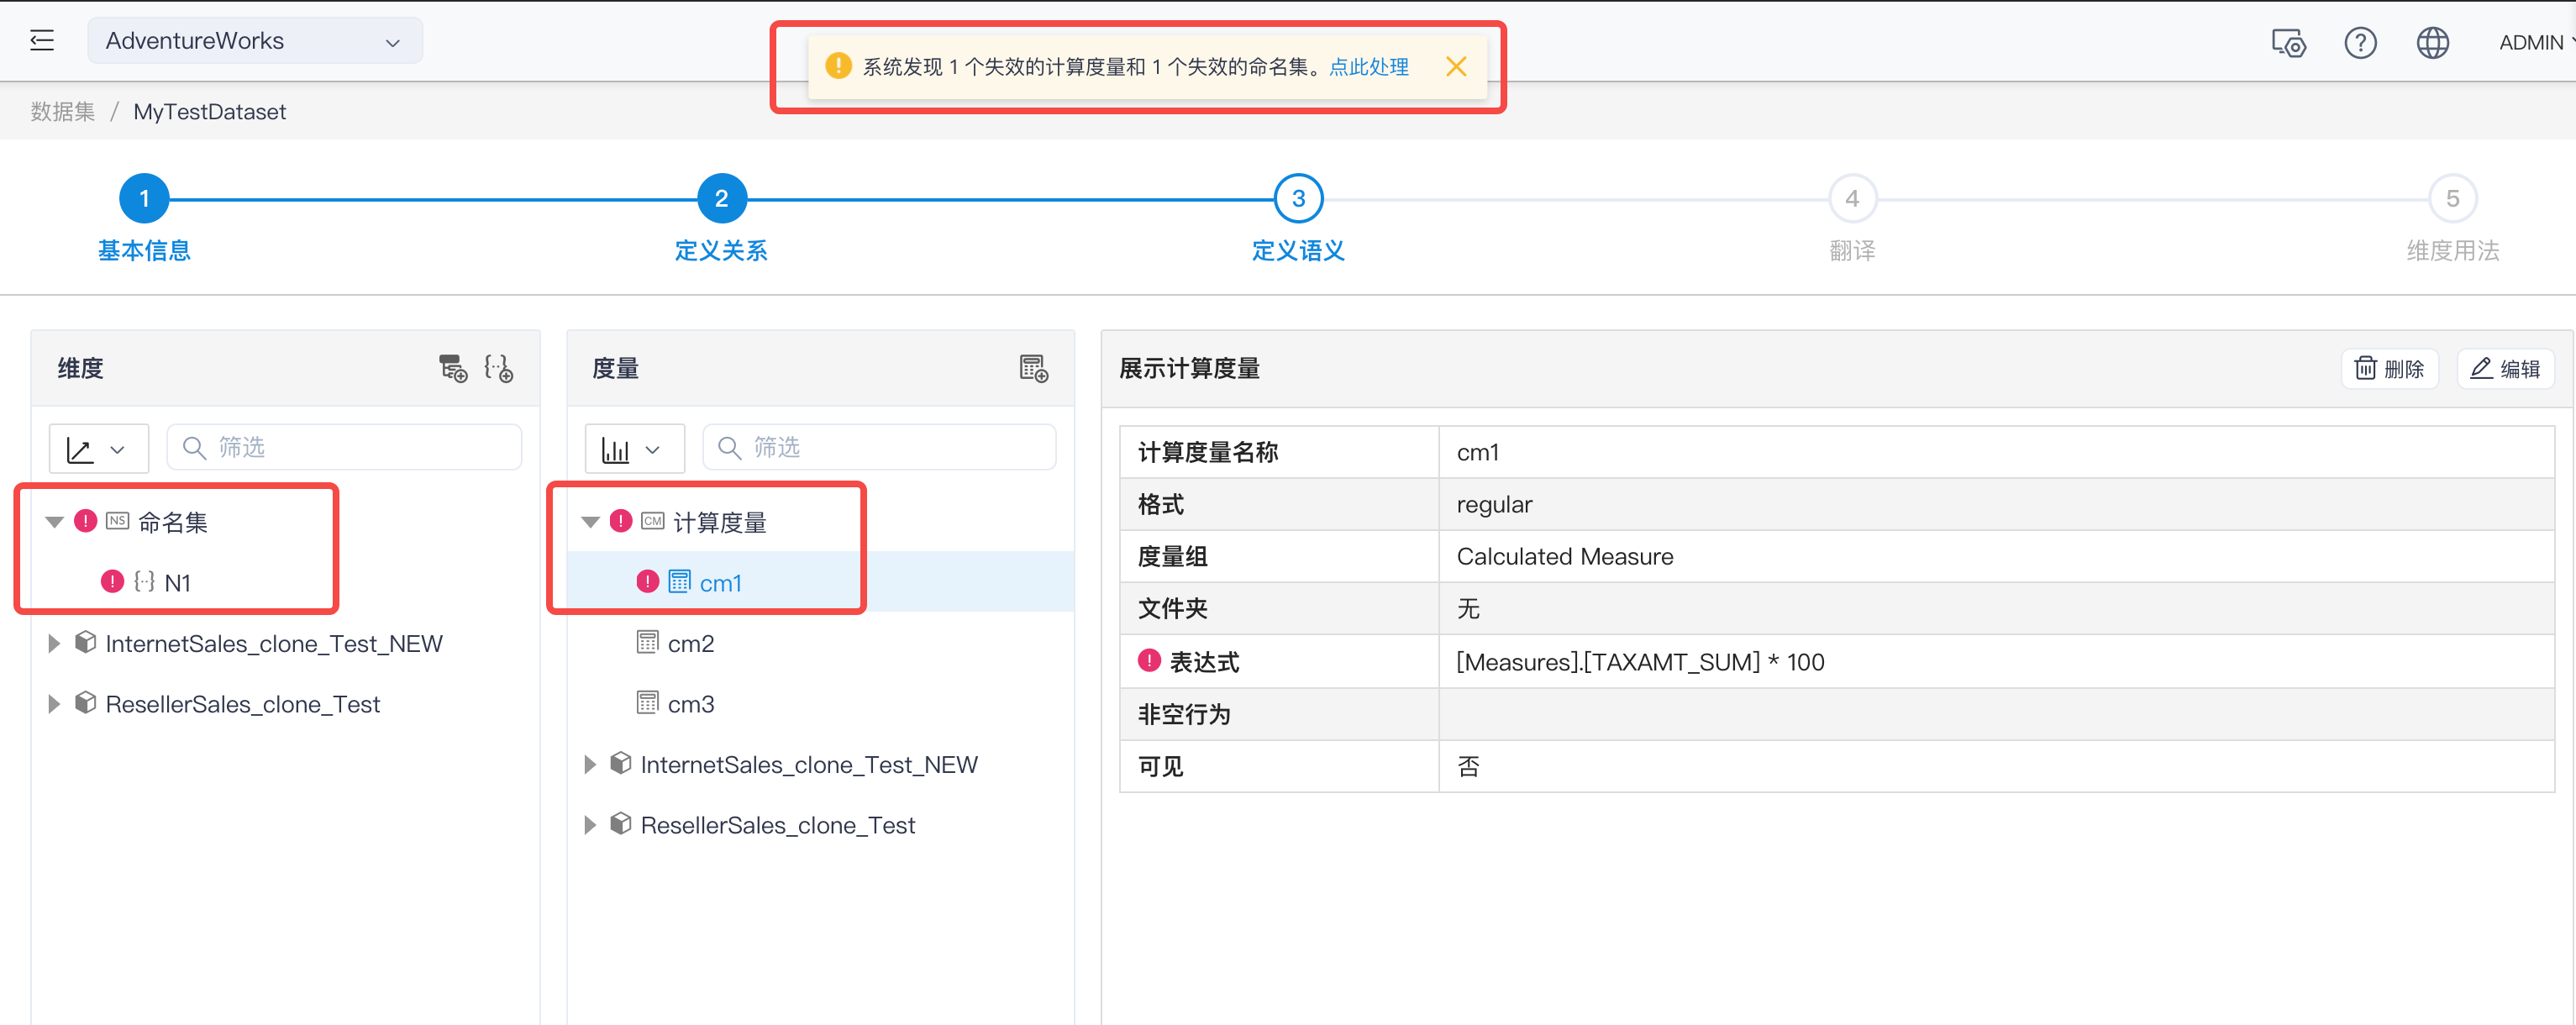 AdventureWorks
系统发现 1 个失效的计算度量和 1 个失效的命名集。点此处理
ADMIN
数据集 / MyTestDataset
1
2
3
4
5
基本信息
定义关系
定义语义
翻译
维度用法
维度
筛选
NS 命名集
N1
InternetSales_clone_Test_NEW
ResellerSales_clone_Test
度量
筛选
CM 计算度量
cm1
cm2
cm3
InternetSales_clone_Test_NEW
ResellerSales_clone_Test
展示计算度量
删除
编辑
计算度量名称 cm1
格式 regular
度量组 Calculated Measure
文件夹 无
表达式 [Measures].[TAXAMT_SUM] * 100
非空行为
可见 否